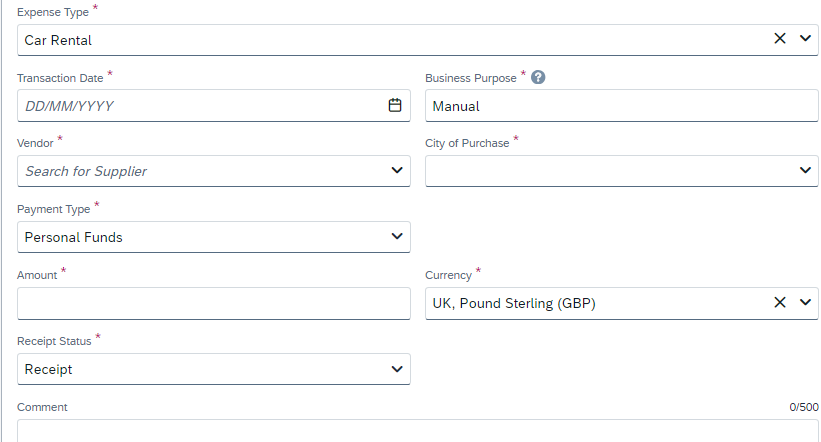 Expense Type *
Car Rental
Transaction Date *
Business Purpose * ?
DD/MM/YYYY
Manual
Vendor *
City of Purchase *
Search for Supplier
Payment Type *
Personal Funds
Amount *
Currency *
UK, Pound Sterling (GBP)
Receipt Status *
Receipt
Comment
0/500